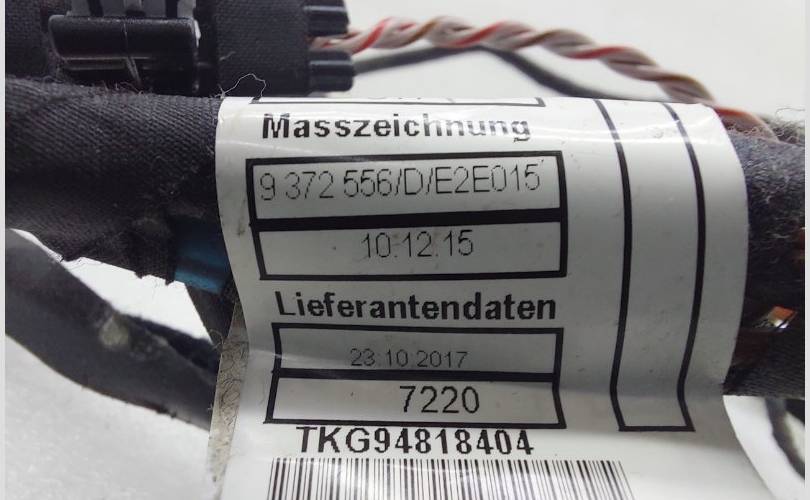 Masszeichnung
9 372 556/D/E2E015
10.12.15
Lieferantendaten
23.10.2017
7220
TKG94818404